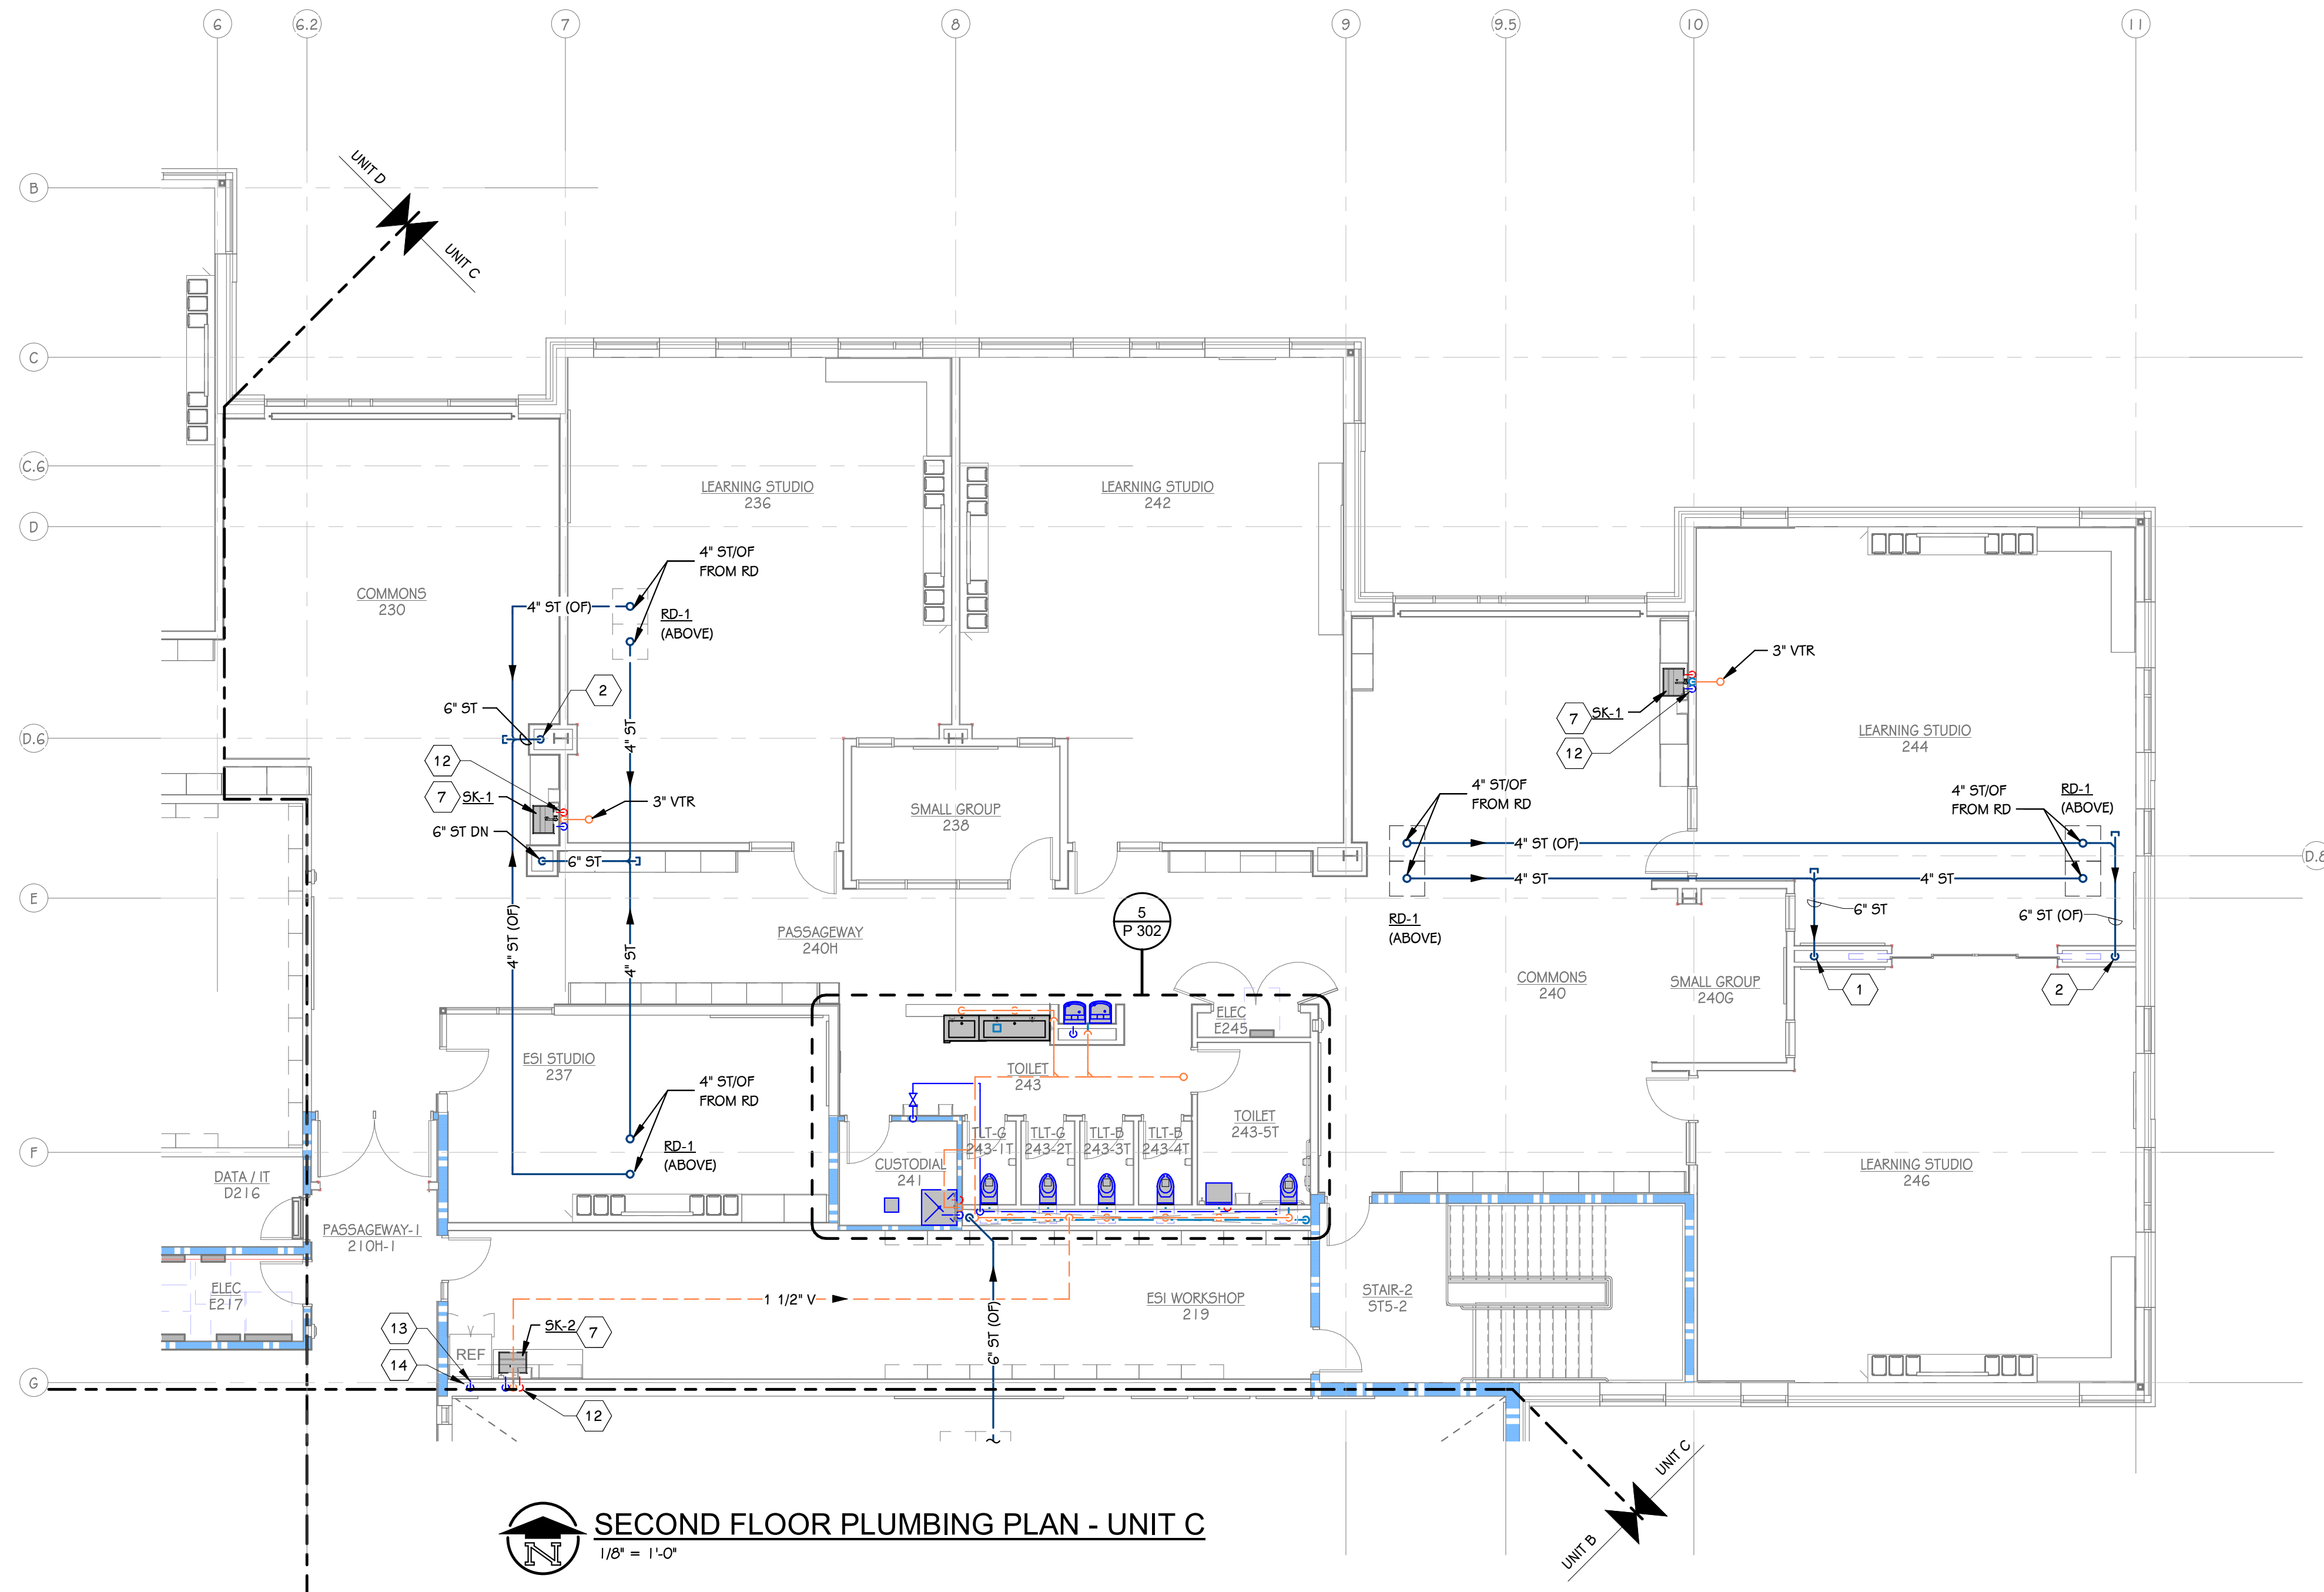 6
6.2
7
8
9
9.5
10
11
B
C
C.6
D
D.6
E
F
G
D.8
UNIT D
UNIT C
COMMONS
230
LEARNING STUDIO
236
LEARNING STUDIO
242
4" ST/OF
FROM RD
4" ST (OF)
RD-1
(ABOVE)
2
6" ST
4" ST
12
7
SK-1
3" VTR
6" ST DN
6" ST
4" ST (OF)
4" ST
SMALL GROUP
238
3" VTR
7
SK-1
12
LEARNING STUDIO
244
4" ST/OF
FROM RD
4" ST/OF
FROM RD
RD-1
(ABOVE)
4" ST (OF)
4" ST
4" ST
RD-1
(ABOVE)
6" ST
6" ST (OF)
1
2
PASSAGEWAY
240H
5
P 302
COMMONS
240
SMALL GROUP
240G
ESI STUDIO
237
4" ST/OF
FROM RD
RD-1
(ABOVE)
ELEC
E245
TOILET
243
TOILET
243-5T
TLT-G
243-1T
TLT-G
243-2T
TLT-B
243-3T
TLT-B
243-4T
CUSTODIAL
241
LEARNING STUDIO
246
DATA / IT
D216
PASSAGEWAY-1
210H-1
ELEC
E217
1 1/2" V
6" ST (OF)
ESI WORKSHOP
219
STAIR-2
ST5-2
13
14
REF
SK-2
7
12
UNIT C
UNIT B
N
SECOND FLOOR PLUMBING PLAN - UNIT C
1/8" = 1'-0"